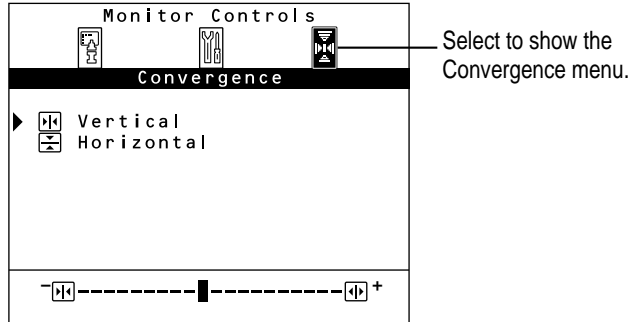 Monitor Controls
Select to show the
Convergence menu.
Convergence
Vertical
Horizontal
- +